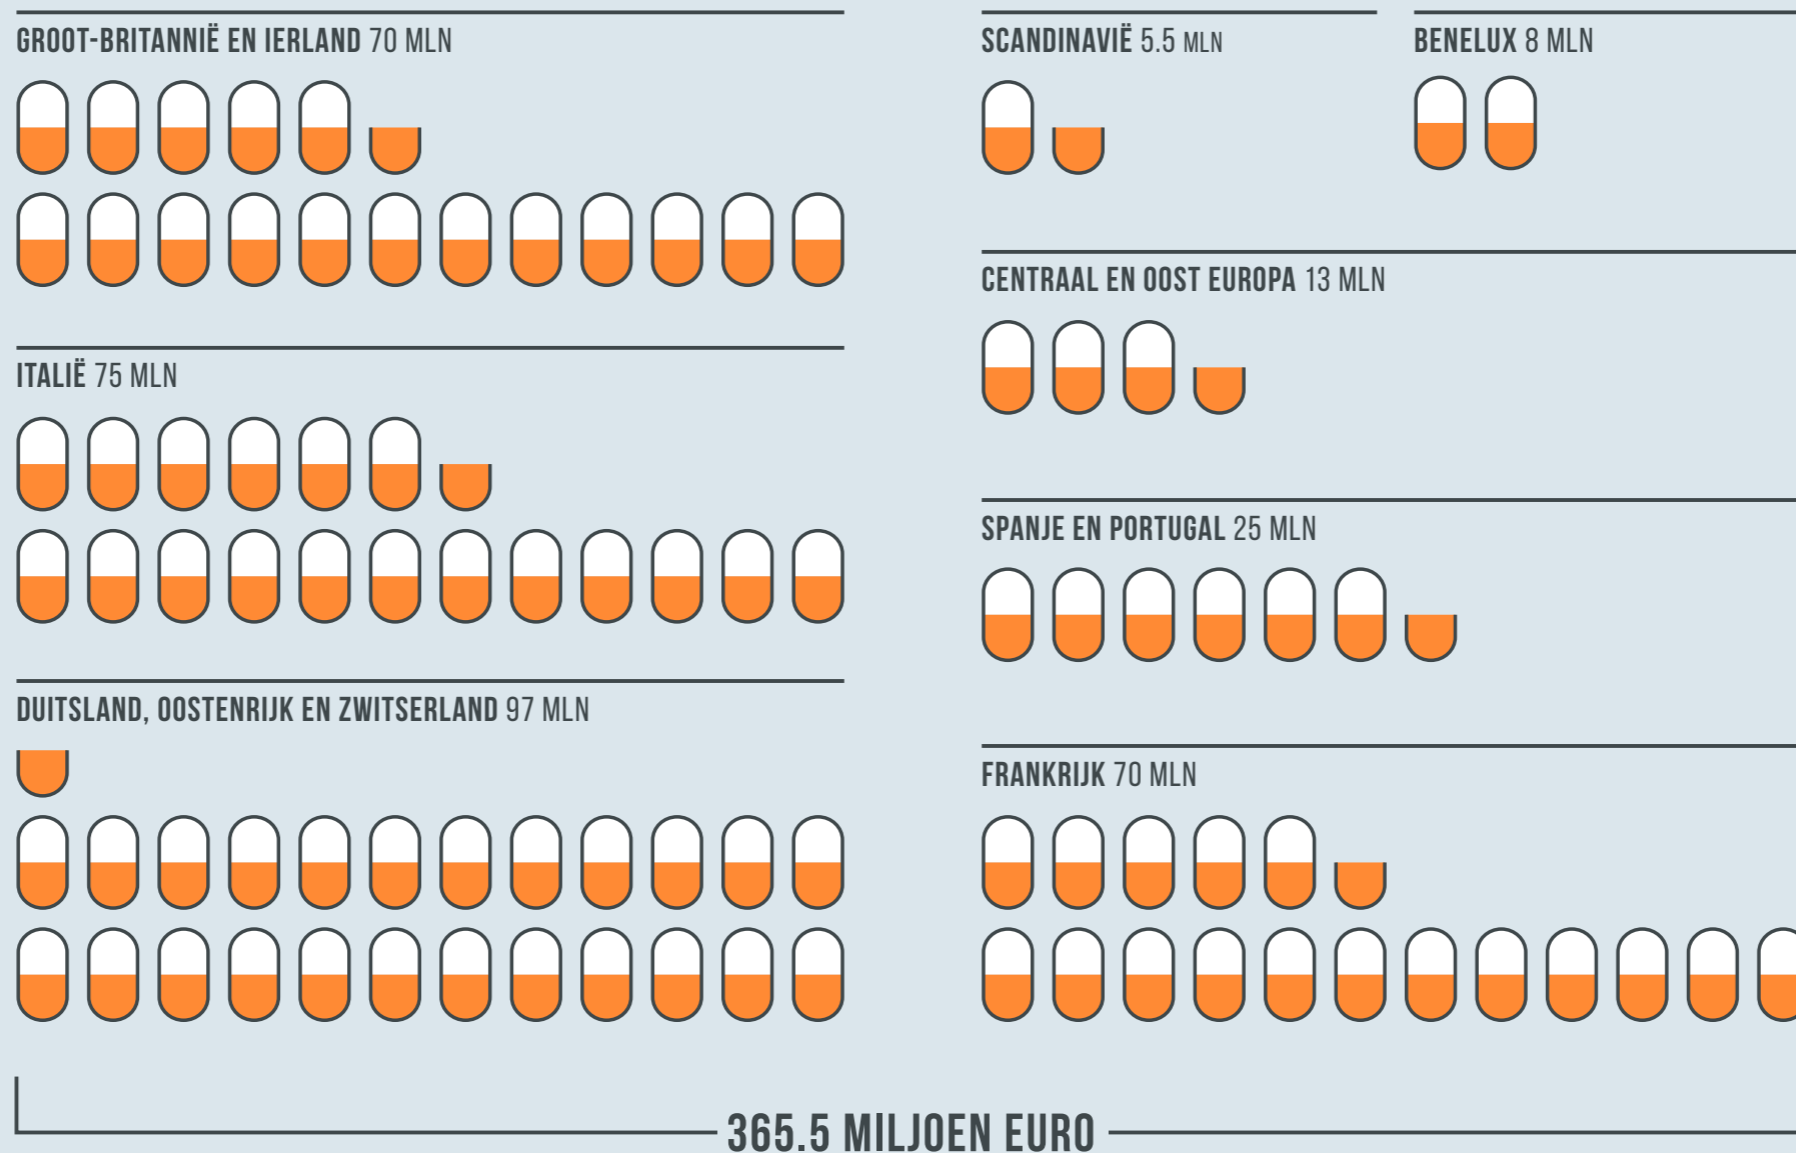 GROOT-BRITANNIË EN IERLAND 70 MLN
ITALIË 75 MLN
DUITSLAND, OOSTENRIJK EN ZWITSERLAND 97 MLN
SCANDINAVIË 5.5 MLN
BENELUX 8 MLN
CENTRAAL EN OOST EUROPA 13 MLN
SPANJE EN PORTUGAL 25 MLN
FRANKRIJK 70 MLN
365.5 MILJOEN EURO